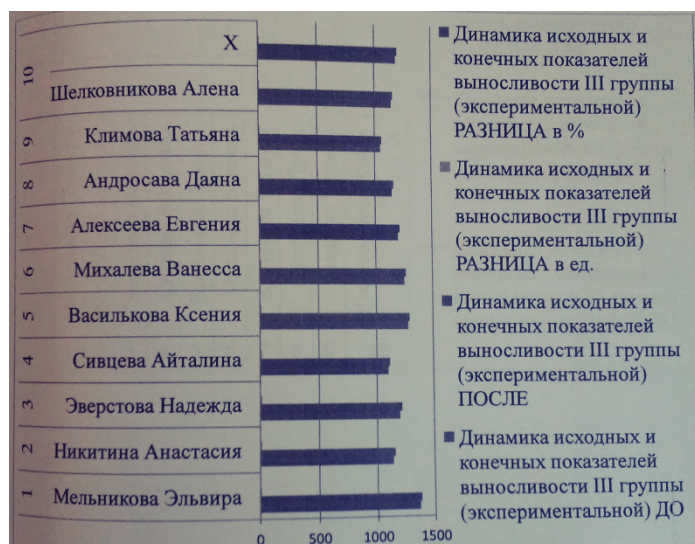 X
10
Шелковникова Алена
9 Климова Татьяна
8 Андросава Даяна
7 Алексеева Евгения
6 Михалева Ванесса
5 Василькова Ксения
4 Сивцева Айталина
3 Эверстова Надежда
2 Никитина Анастасия
1 Мельникова Эльвира
0 500 1000 1500
Динамика исходных и
конечных показателей
выносливости III группы
(экспериментальной)
РАЗНИЦА в %
Динамика исходных и
конечных показателей
выносливости III группы
(экспериментальной)
РАЗНИЦА в ед.
Динамика исходных и
конечных показателей
выносливости III группы
(экспериментальной)
ПОСЛЕ
Динамика исходных и
конечных показателей
выносливости III группы
(экспериментальной) ДО